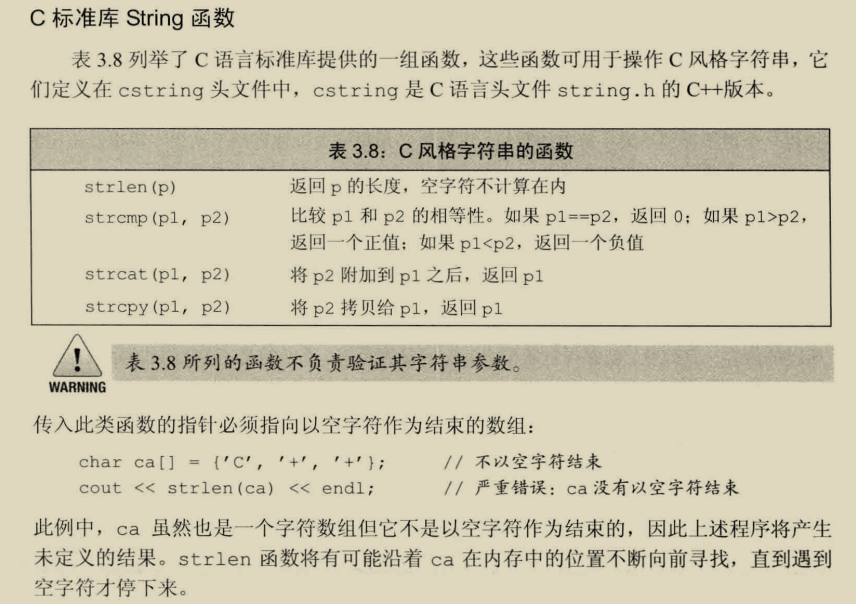 C 标准库 String 函数
表 3.8 列举了 C 语言标准库提供的一组函数，这些函数可用于操作 C 风格字符串，它
们定义在 cstring 头文件中，cstring 是 C 语言头文件 string.h 的 C++版本。
表 3.8：C 风格字符串的函数
strlen(p) 返回 p 的长度，空字符不计算在内
strcmp(p1, p2) 比较 p1 和 p2 的相等性。如果 p1==p2，返回 0；如果 p1>p2，
返回一个正值；如果 p1<p2，返回一个负值
strcat(p1, p2) 将 p2 附加到 p1 之后，返回 p1
strcpy(p1, p2) 将 p2 拷贝给 p1，返回 p1
! 表 3.8 所列的函数不负责验证其字符串参数。
WARNING
传入此类函数的指针必须指向以空字符作为结束的数组：
char ca[] = {'C', '+', '+'}; // 不以空字符结束
cout << strlen(ca) << endl; // 严重错误：ca 没有以空字符结束
此例中，ca 虽然也是一个字符数组但它不是以空字符作为结束的，因此上述程序将产生
未定义的结果。strlen 函数将有可能沿着 ca 在内存中的位置不断向前寻找，直到遇到
空字符才停下来。